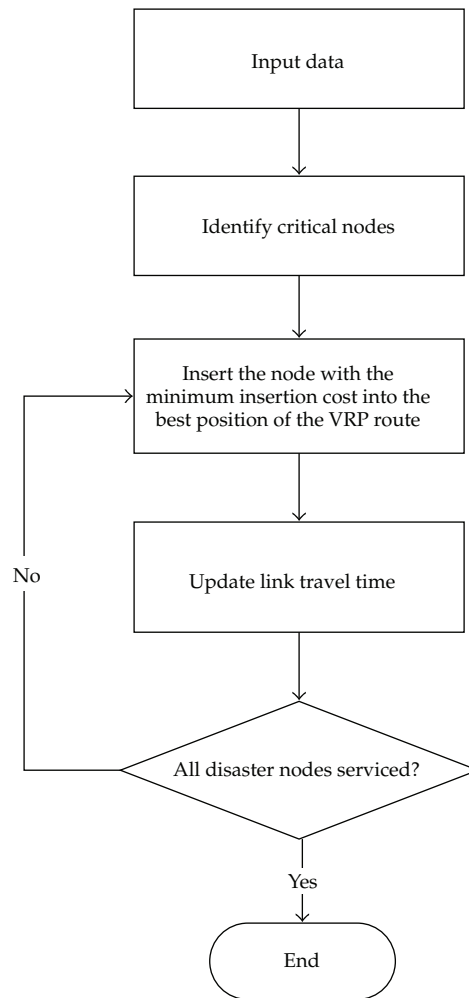 Input data
Identify critical nodes
Insert the node with the
minimum insertion cost into the
best position of the VRP route
Update link travel time
No
All disaster nodes serviced?
Yes
End